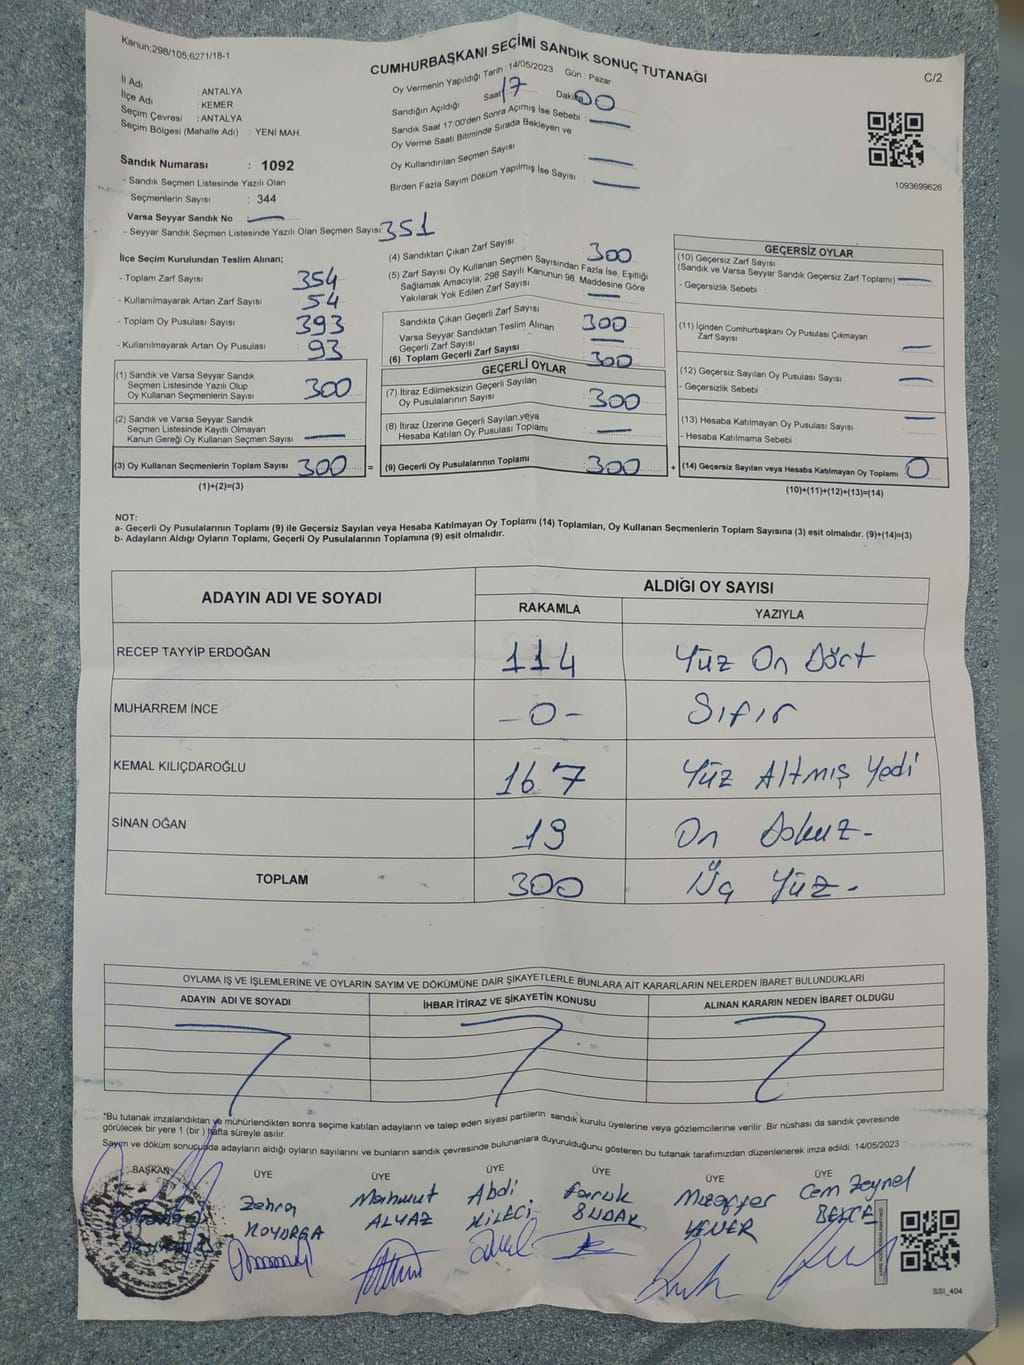 Kanun;298/105,6271/18-1
CUMHURBAŞKANI SEÇİMİ SANDIK SONUÇ TUTANAĞI
C/2
İl Adı : ANTALYA
İlçe Adı : KEMER
Seçim Çevresi : ANTALYA
Seçim Bölgesi (Mahalle Adı) : YENİ MAH.
Oy Vermenin Yapıldığı Tarih : 14/05/2023 Gün : Pazar
Sandığın Açıldığı Saat 17 Dakika 00
Sandık Saat 17:00'den Sonra Açımış İse Sebebi :
Oy Verme Saati Bitiminde Sırada Bekleyen ve
Oy Kullandırılan Seçmen Sayısı :
Birden Fazla Sayım Döküm Yapılmış İse Sayısı :
1093699626
Sandık Numarası : 1092
- Sandık Seçmen Listesinde Yazılı Olan
Seçmenlerin Sayısı : 344
Varsa Seyyar Sandık No :
- Seyyar Sandık Seçmen Listesinde Yazılı Olan Seçmen Sayısı: 351
İlçe Seçim Kurulundan Teslim Alınan;
- Toplam Zarf Sayısı : 354
- Kullanılmayarak Artan Zarf Sayısı : 54
- Toplam Oy Pusulası Sayısı : 393
- Kullanılmayarak Artan Oy Pusulası : 93
(1) Sandık ve Varsa Seyyar Sandık
Seçmen Listesinde Yazılı Olup
Oy Kullanan Seçmenlerin Sayısı : 300
(2) Sandık ve Varsa Seyyar Sandık
Seçmen Listesinde Kayıtlı Olmayan
Kanun Gereği Oy Kullanan Seçmen Sayısı :
(3) Oy Kullanan Seçmenlerin Toplam Sayısı : 300
(1)+(2)=(3)
(4) Sandıktan Çıkan Zarf Sayısı : 300
(5) Zarf Sayısı Oy Kullanan Seçmen Sayısından Fazla İse, Eşitliği
Sağlamak Amacıyla; 298 Sayılı Kanunun 98. Maddesine Göre
Yakılarak Yok Edilen Zarf Sayısı :
Sandıkta Çıkan Geçerli Zarf Sayısı : 300
Varsa Seyyar Sandıktan Teslim Alınan
Geçerli Zarf Sayısı :
(6) Toplam Geçerli Zarf Sayısı : 300
GEÇERLİ OYLAR
(7) İtiraz Edilmeksizin Geçerli Sayılan
Oy Pusulalarının Sayısı : 300
(8) İtiraz Üzerine Geçerli Sayılan veya
Hesaba Katılan Oy Pusulası Toplamı :
= (9) Geçerli Oy Pusulalarının Toplamı : 300
GEÇERSİZ OYLAR
(10) Geçersiz Zarf Sayısı
(Sandık ve Varsa Seyyar Sandık Geçersiz Zarf Toplamı) :
- Geçersizlik Sebebi :
(11) İçinden Cumhurbaşkanı Oy Pusulası Çıkmayan
Zarf Sayısı :
(12) Geçersiz Sayılan Oy Pusulası Sayısı :
- Geçersizlik Sebebi :
(13) Hesaba Katılmayan Oy Pusulası Sayısı :
- Hesaba Katılmama Sebebi :
+ (14) Geçersiz Sayılan veya Hesaba Katılmayan Oy Toplamı : 0
(10)+(11)+(12)+(13)=(14)
NOT:
a- Geçerli Oy Pusulalarının Toplamı (9) ile Geçersiz Sayılan veya Hesaba Katılmayan Oy Toplamı (14) Toplamları, Oy Kullanan Seçmenlerin Toplam Sayısına (3) eşit olmalıdır. (9)+(14)=(3)
b- Adayların Aldığı Oyların Toplamı, Geçerli Oy Pusulalarının Toplamına (9) eşit olmalıdır.
ADAYIN ADI VE SOYADI
ALDIĞI OY SAYISI
RAKAMLA YAZIYLA
RECEP TAYYİP ERDOĞAN 114 Yüz On Dört
MUHARREM İNCE -0- Sıfır
KEMAL KILIÇDAROĞLU 167 Yüz Altmış Yedi
SİNAN OĞAN 19 On Dokuz-
TOPLAM 300 Üç Yüz-
OYLAMA İŞ VE İŞLEMLERİNE VE OYLARIN SAYIM VE DÖKÜMÜNE DAİR ŞİKAYETLERLE BUNLARA AİT KARARLARIN NELERDEN İBARET BULUNDUKLARI
ADAYIN ADI VE SOYADI İHBAR İTİRAZ VE ŞİKAYETİN KONUSU ALINAN KARARIN NEDEN İBARET OLDUĞU
"Bu tutanak imzalandıktan ve mühürlendikten sonra seçime katılan adayların ve talep eden siyasi partilerin sandık kurulu üyelerine veya gözlemcilerine verilir .Bir nüshası da sandık çevresinde
görülecek bir yere 1 (bir ) hafta süreyle asılır.
Sayım ve döküm sonucunda adayların aldığı oyların sayılarını ve bunların sandık çevresinde bulunanlara duyurulduğunu gösteren bu tutanak tarafımızdan düzenlenerek imza edildi. 14/05/2023
BAŞKAN ÜYE ÜYE ÜYE ÜYE ÜYE ÜYE
Zehra Mahmut Abdi Faruk Muzaffer Cem Zeynel
ALYAZ KİLECİ BUDAK
SSI_404